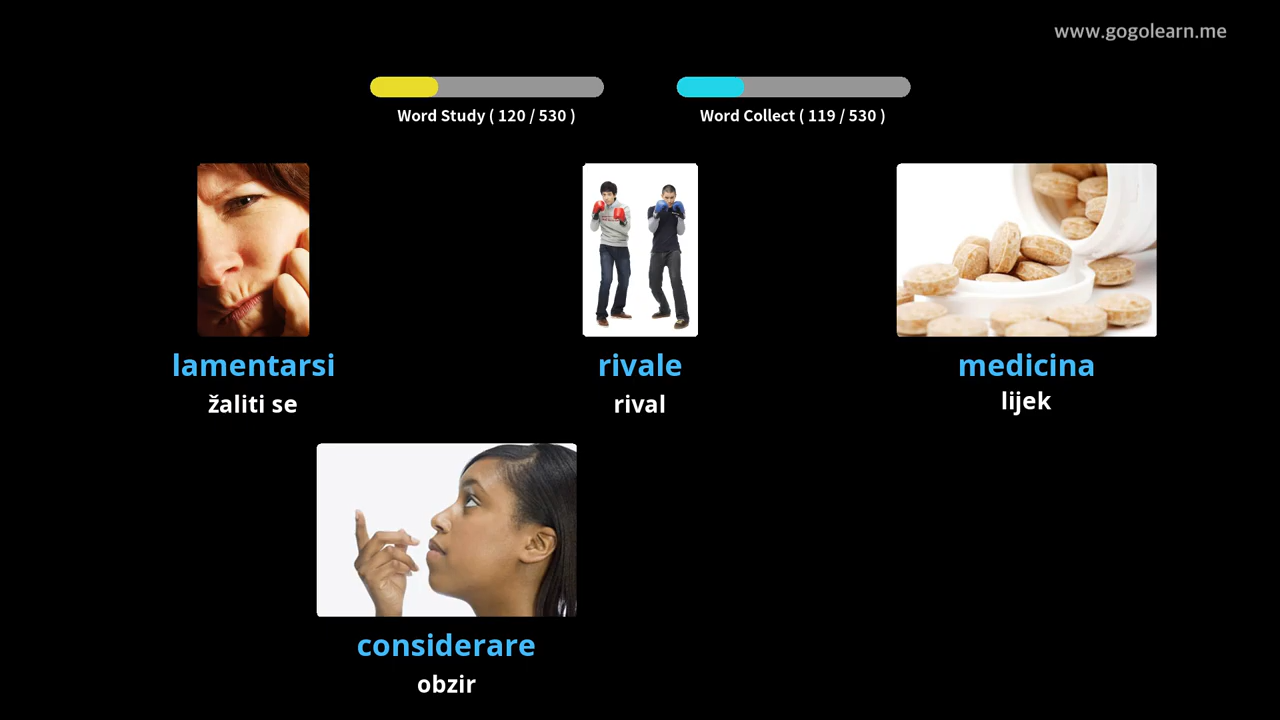 www.gogolearn.me
Word Study ( 120 / 530 )
Word Collect ( 119 / 530 )
lamentarsi
žaliti se
rivale
rival
medicina
lijek
considerare
obzir